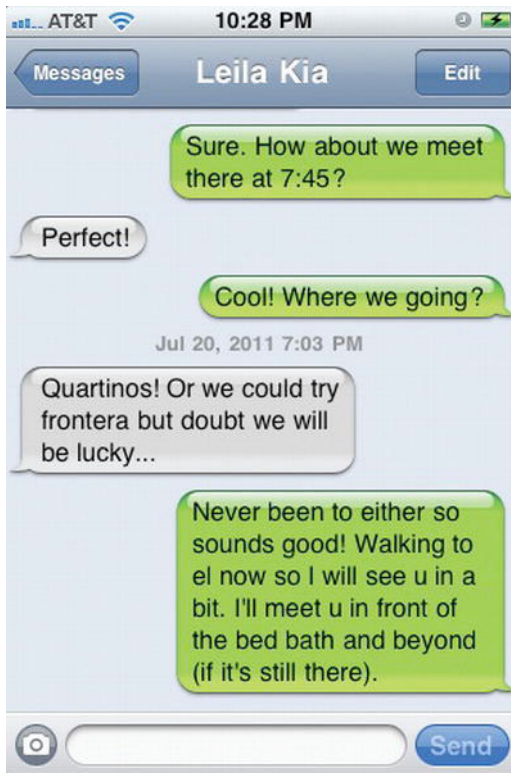 AT&T 10:28 PM
Messages Leila Kia Edit
Sure. How about we meet
there at 7:45?
Perfect!
Cool! Where we going?
Jul 20, 2011 7:03 PM
Quartinos! Or we could try
frontera but doubt we will
be lucky...
Never been to either so
sounds good! Walking to
el now so I will see u in a
bit. I'll meet u in front of
the bed bath and beyond
(if it's still there).
Send